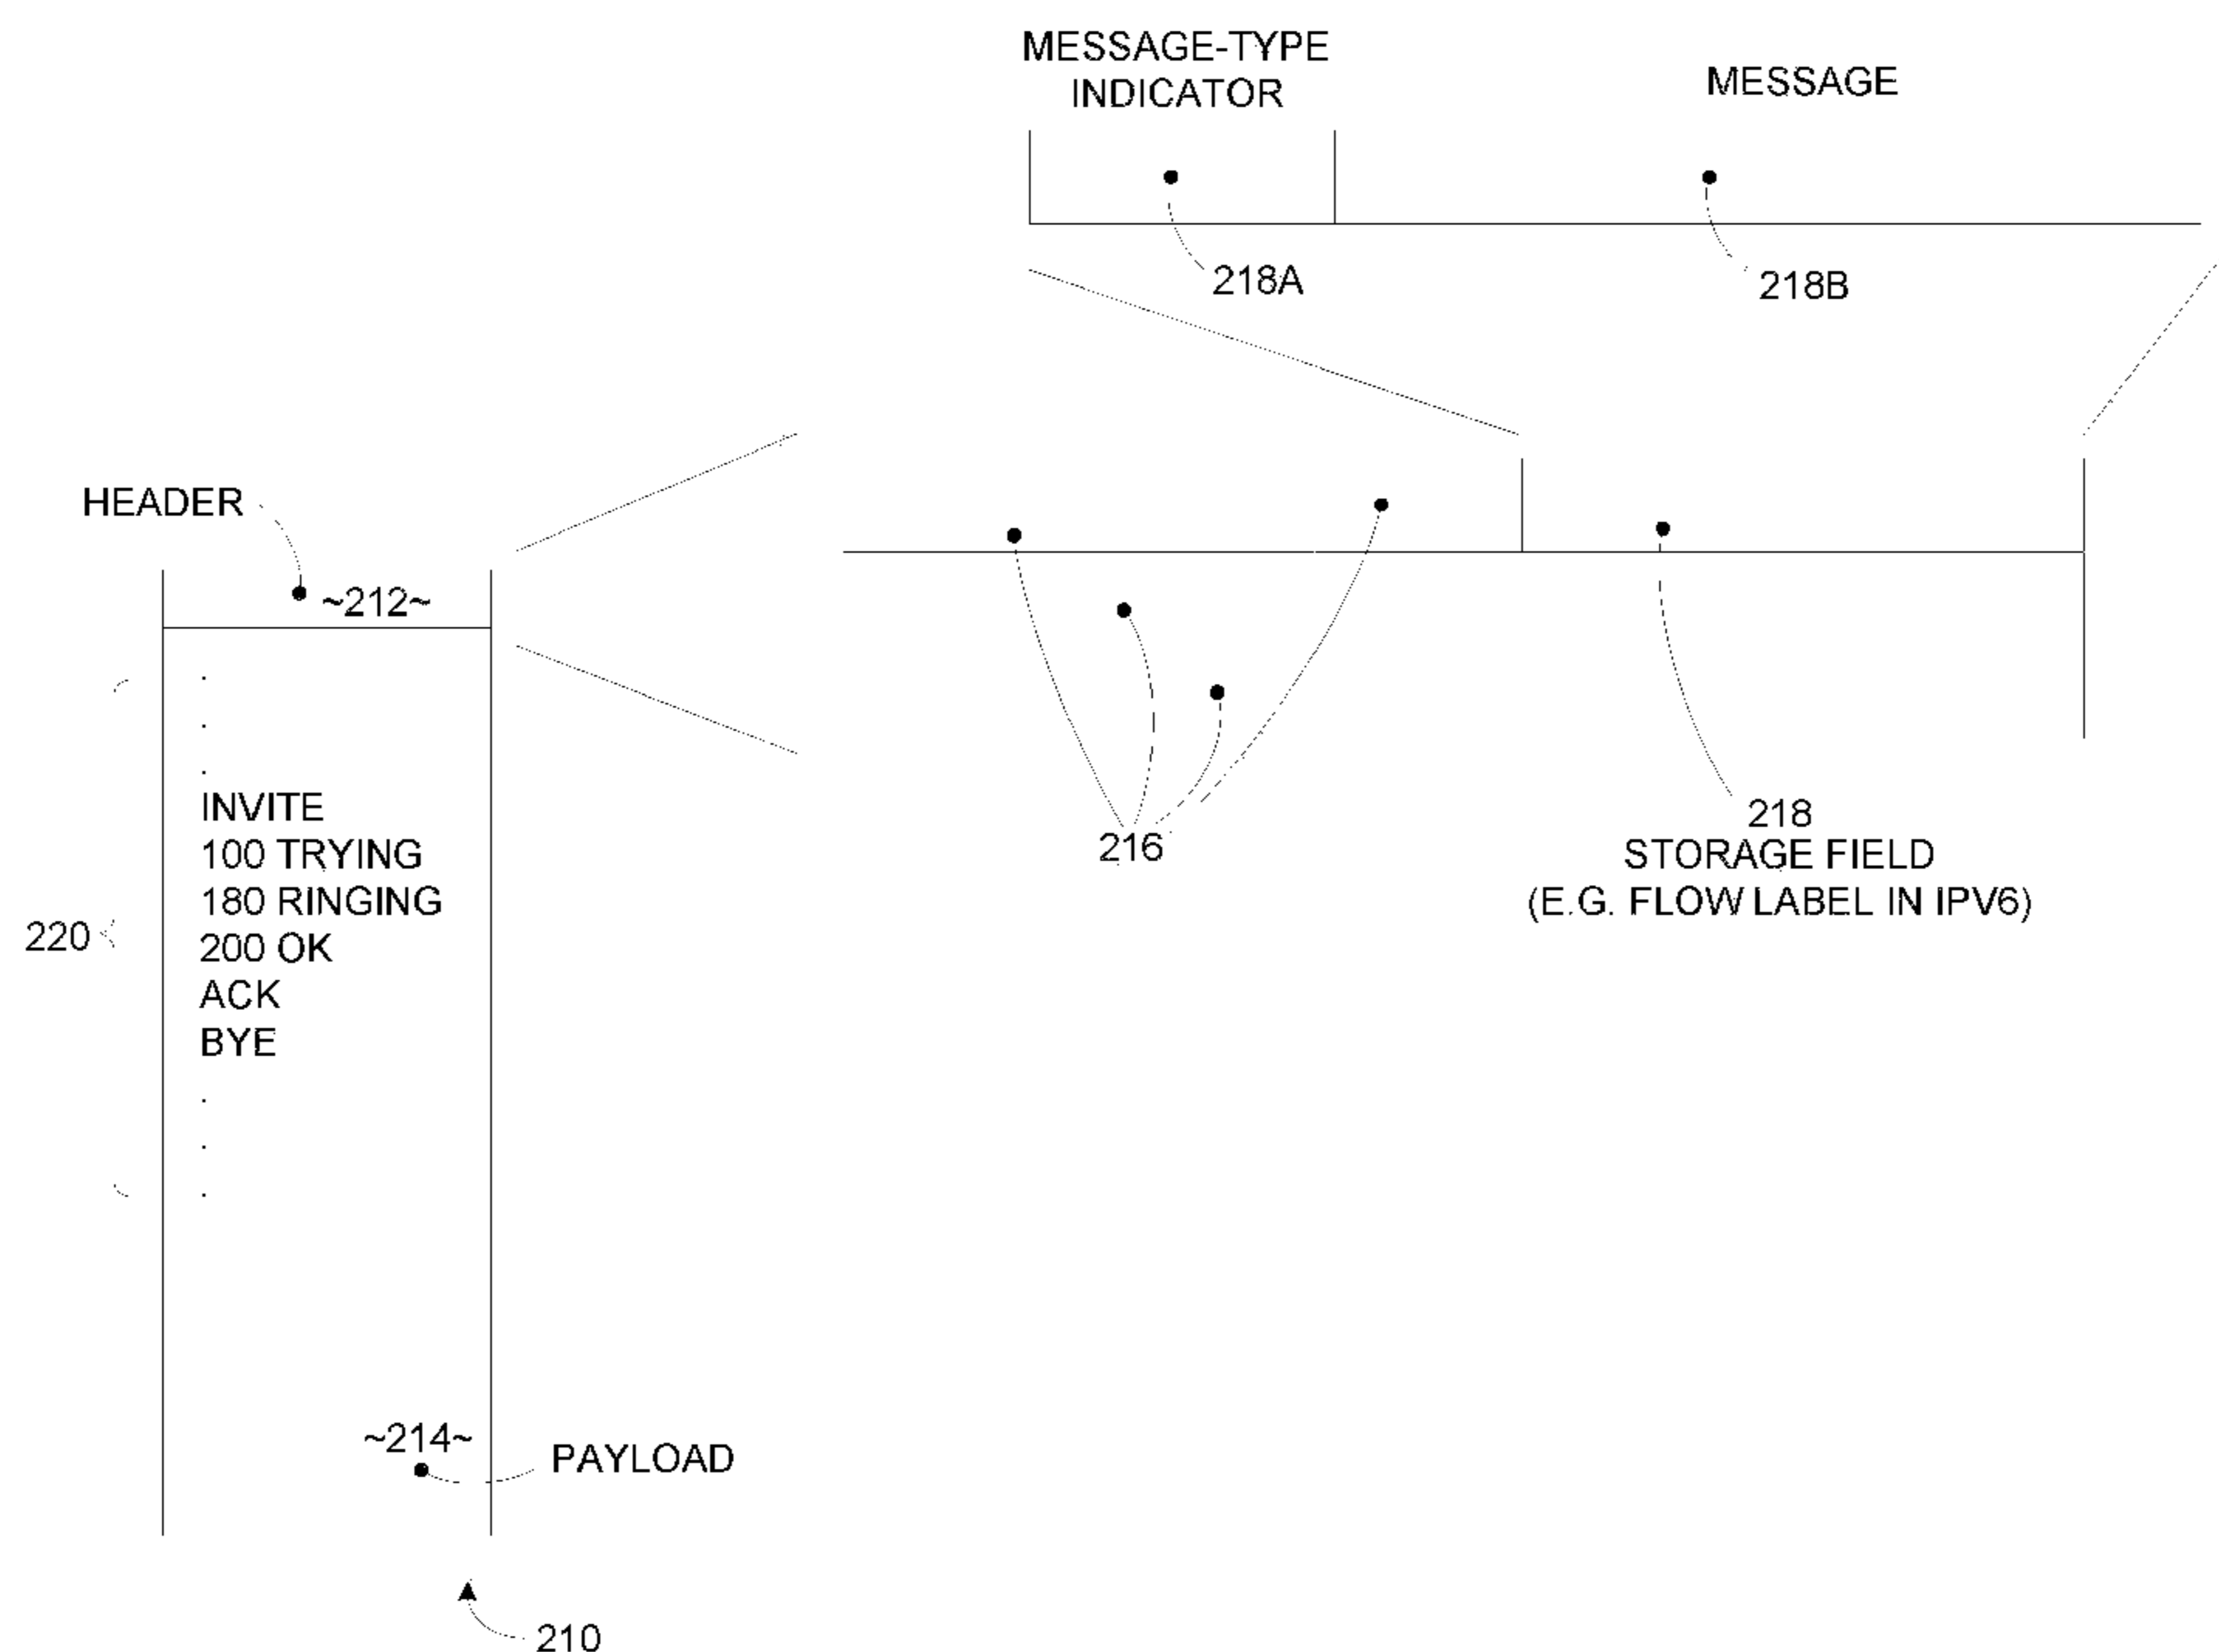 MESSAGE-TYPE
INDICATOR
MESSAGE
218A
218B
HEADER
~212~
INVITE
100 TRYING
180 RINGING
200 OK
ACK
BYE
220
216
218
STORAGE FIELD
(E.G. FLOW LABEL IN IPV6)
~214~
PAYLOAD
210